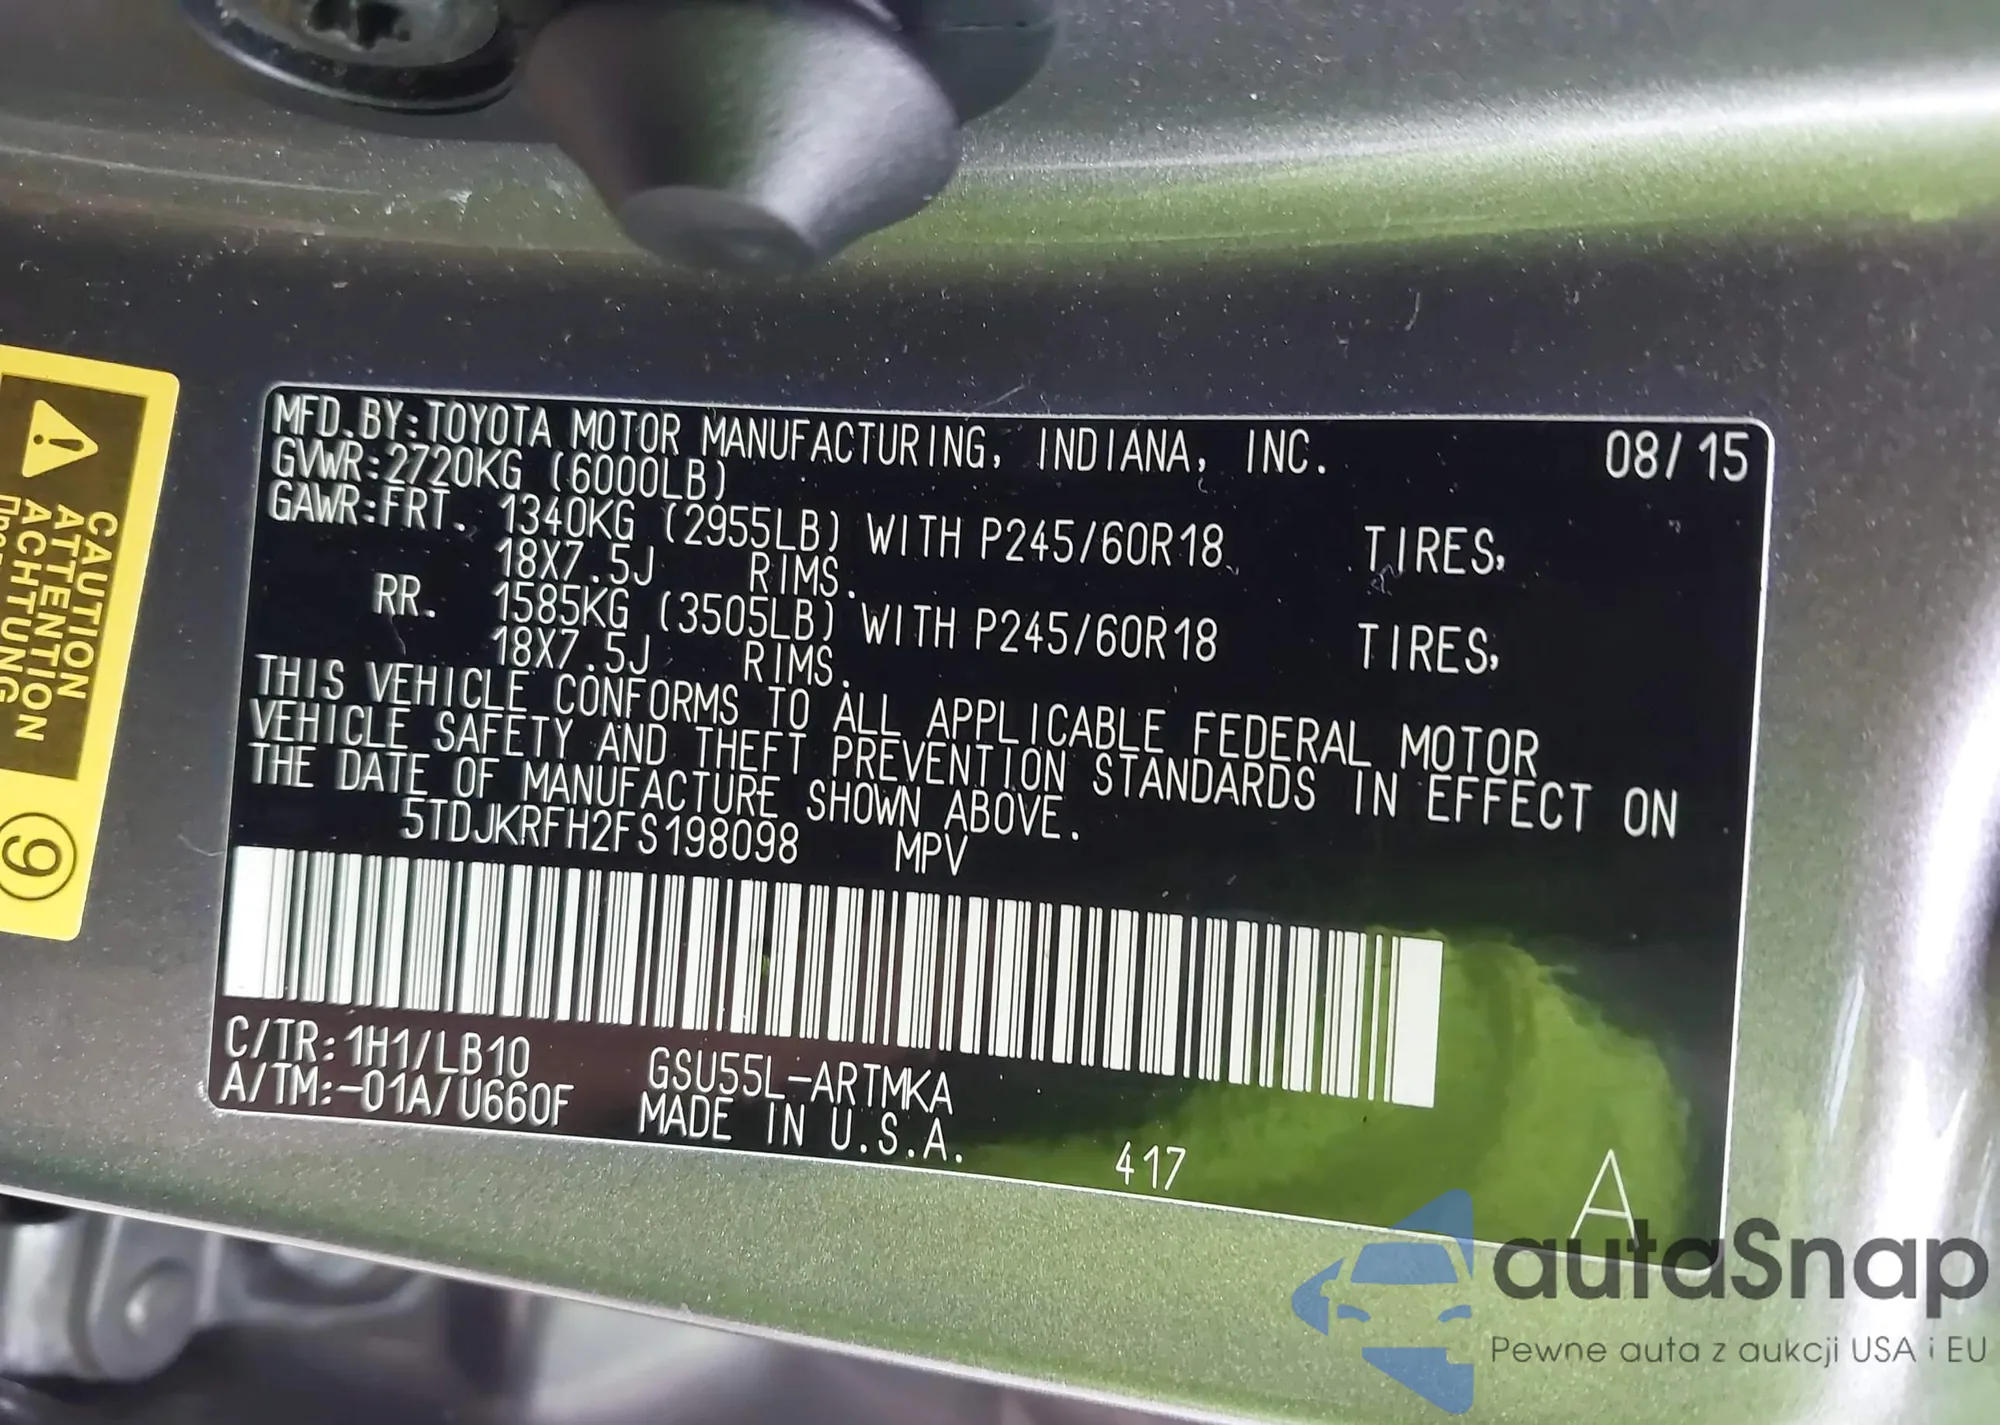 MFD.BY:TOYOTA MOTOR MANUFACTURING, INDIANA, INC. 08/15
GVWR:2720KG (6000LB)
GAWR:FRT. 1340KG (2955LB) WITH P245/60R18 TIRES,
18X7.5J RIMS.
RR. 1585KG (3505LB) WITH P245/60R18 TIRES,
18X7.5J RIMS.
THIS VEHICLE CONFORMS TO ALL APPLICABLE FEDERAL MOTOR
VEHICLE SAFETY AND THEFT PREVENTION STANDARDS IN EFFECT ON
THE DATE OF MANUFACTURE SHOWN ABOVE.
5TDJKRFH2FS198098 MPV
C/TR:1H1/LB10 GSU55L-ARTMKA
A/TM:-01A/U660F MADE IN U.S.A.
417
A
CAUTION
ATTENTION
ACHTUNG
9
autaSnap
Pewne auta z aukcji USA i EU